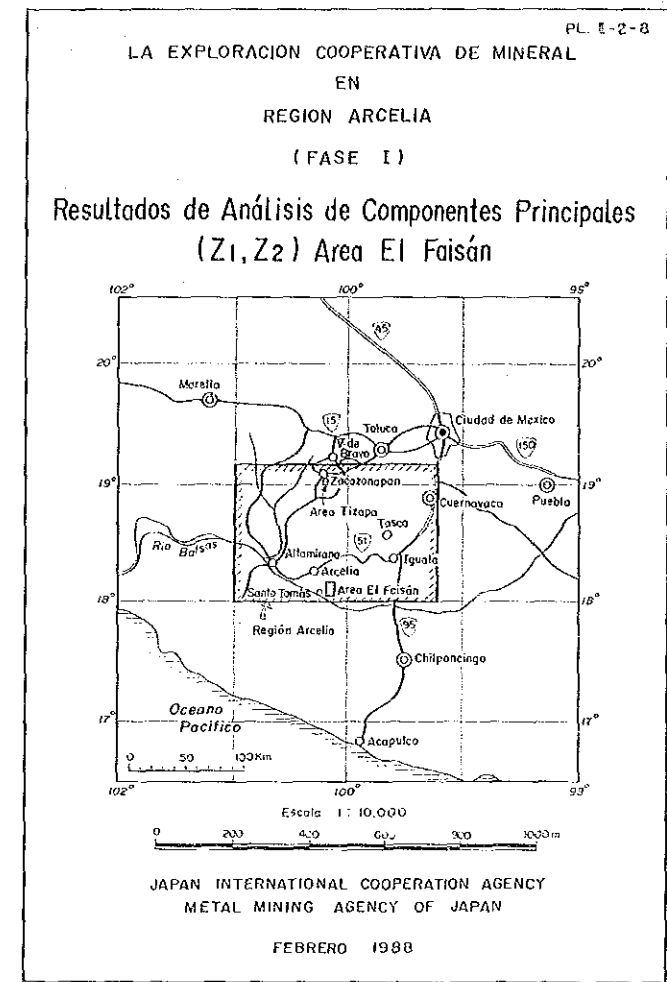 PL. I-2-8
LA EXPLORACION COOPERATIVA DE MINERAL
EN
REGION ARCELIA
(FASE I)
Resultados de Análisis de Componentes Principales
(Z1, Z2) Area El Faisán
102° 100°
20° 20°
Morelia
15
Toluca
Ciudad de Mexico
V. de
Bravo
150
19° 19°
Zacazonapan
Cuernavaca
Puebla
Area Tizapa
Tasco
Rio Balsas
51
Altamirano
Iguala
Arcelia
Santo Tomás
Area El Faisán
18° 18°
Región Arcelia
95
Chilpancingo
Oceano
Pacífico
17° 17°
Acapulco
0 50 100Km
102° 100°
Escala 1 : 10,000
0 200 400 600 1000m
JAPAN INTERNATIONAL COOPERATION AGENCY
METAL MINING AGENCY OF JAPAN
FEBRERO 1988